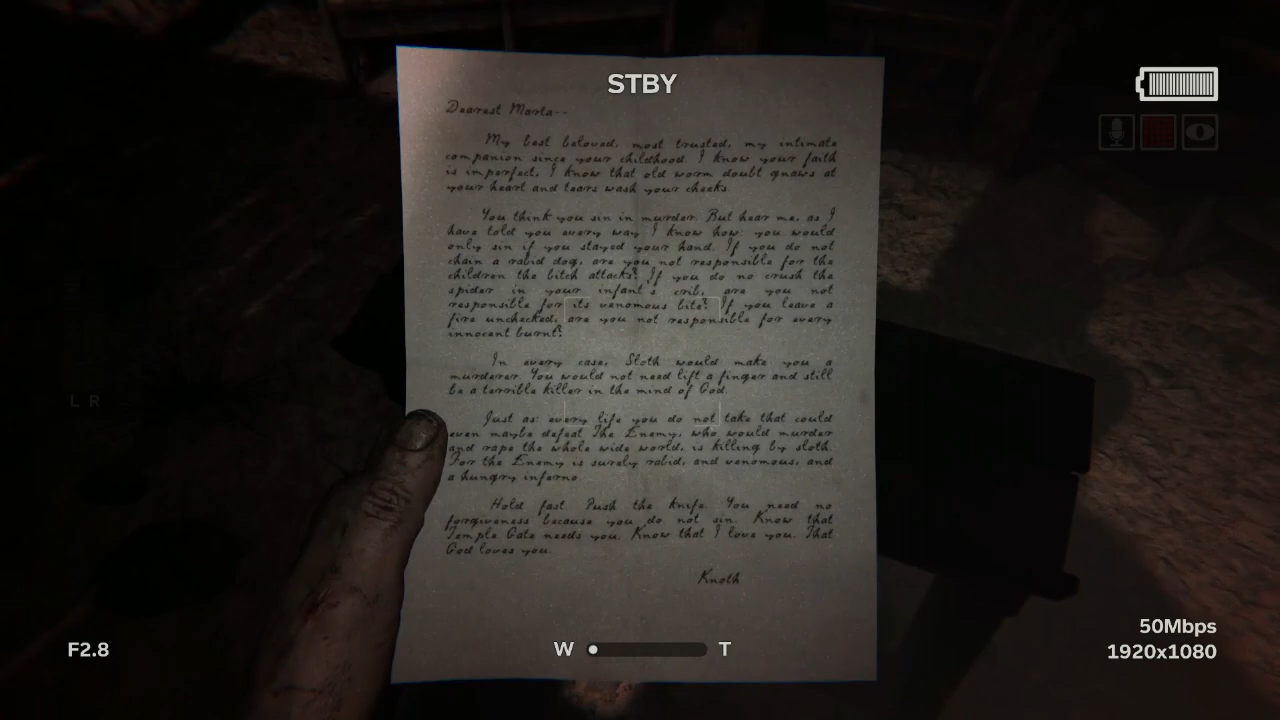 STBY
Dearest Marta--
My best beloved, most trusted, my intimate
companion since your childhood. I know your faith
is imperfect, I know that old worm doubt gnaws at
your heart and tears wash your cheeks.
You think you sin in murder. But hear me, as I
have told you every way I know how: you would
only sin if you stayed your hand. If you do not
chain a rabid dog, are you not responsible for the
children the bitch attacks? If you do no crush the
spider in your infant's crib, are you not
responsible for its venomous bite? If you leave a
fire unchecked, are you not responsible for every
innocent burnt?
In every case, Sloth would make you a
murderer. You would not need lift a finger and still
be a terrible killer in the mind of God.
Just as every life you do not take that could
even maybe defeat The Enemy, who would murder
and rape the whole wide world, is killing by sloth.
For the Enemy is surely rabid, and venomous, and
a hungry inferno.
Hold fast. Push the knife. You need no
forgiveness because you do not sin. Know that
Temple Gate needs you. Know that I love you. That
God loves you.
Knoth
L R
F2.8
W T
50Mbps
1920x1080